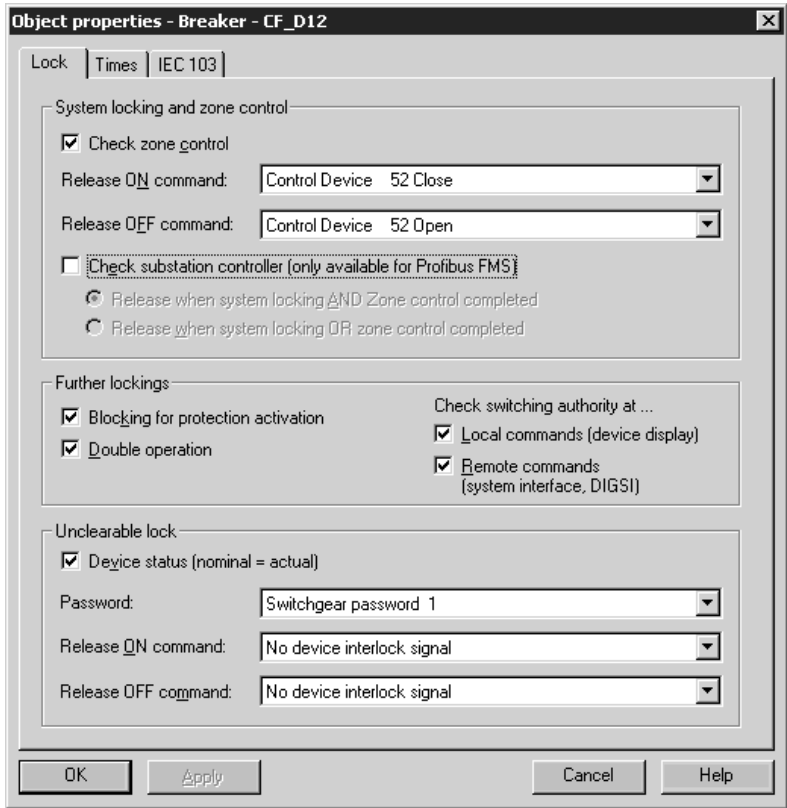 Object properties - Breaker - CF_D12
Lock
Times
IEC 103
System locking and zone control
Check zone control
Release ON command:
Control Device 52 Close
Release OFF command:
Control Device 52 Open
Check substation controller (only available for Profibus FMS)
Release when system locking AND Zone control completed
Release when system locking OR zone control completed
Further lockings
Blocking for protection activation
Double operation
Check switching authority at ...
Local commands (device display)
Remote commands
(system interface, DIGSI)
Unclearable lock
Device status (nominal = actual)
Password:
Switchgear password 1
Release ON command:
No device interlock signal
Release OFF command:
No device interlock signal
OK
Apply
Cancel
Help